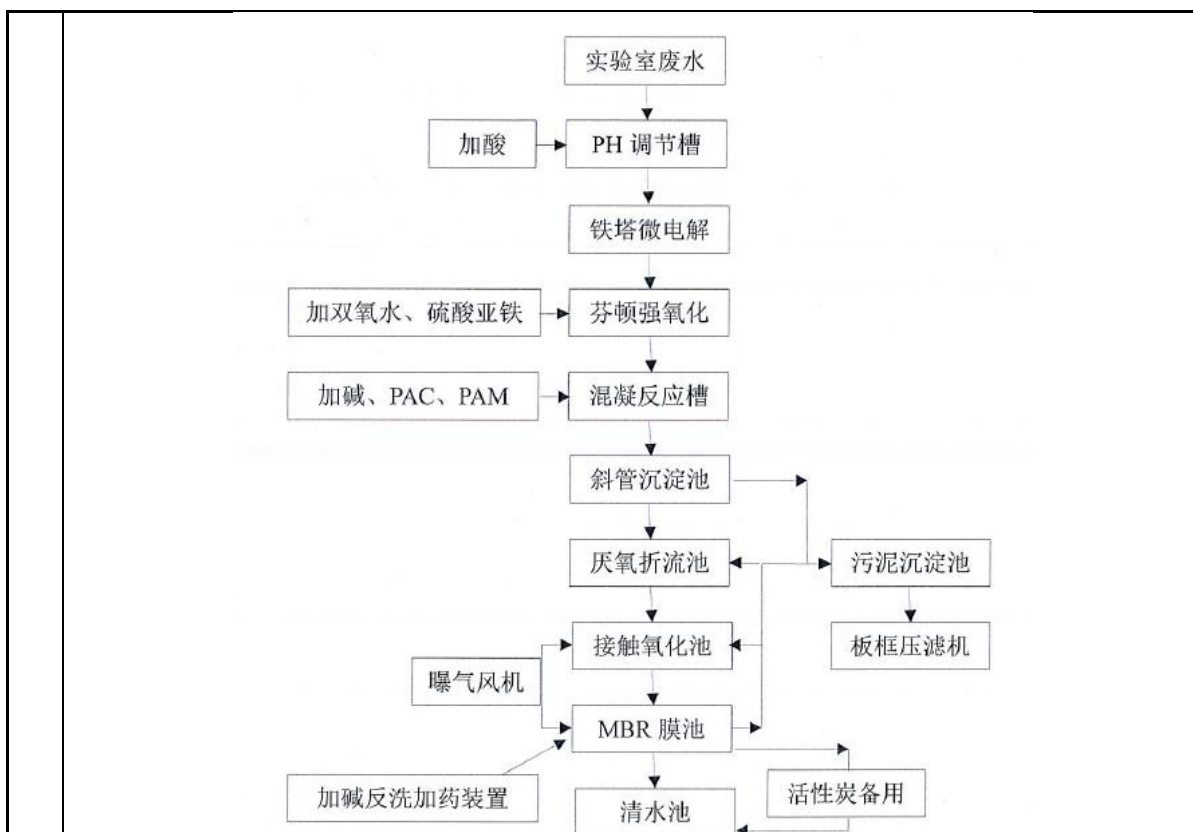 实验室废水
加酸
PH 调节槽
铁塔微电解
加双氧水、硫酸亚铁
芬顿强氧化
加碱、PAC、PAM
混凝反应槽
斜管沉淀池
厌氧折流池
污泥沉淀池
接触氧化池
板框压滤机
曝气风机
MBR 膜池
加碱反洗加药装置
活性炭备用
清水池